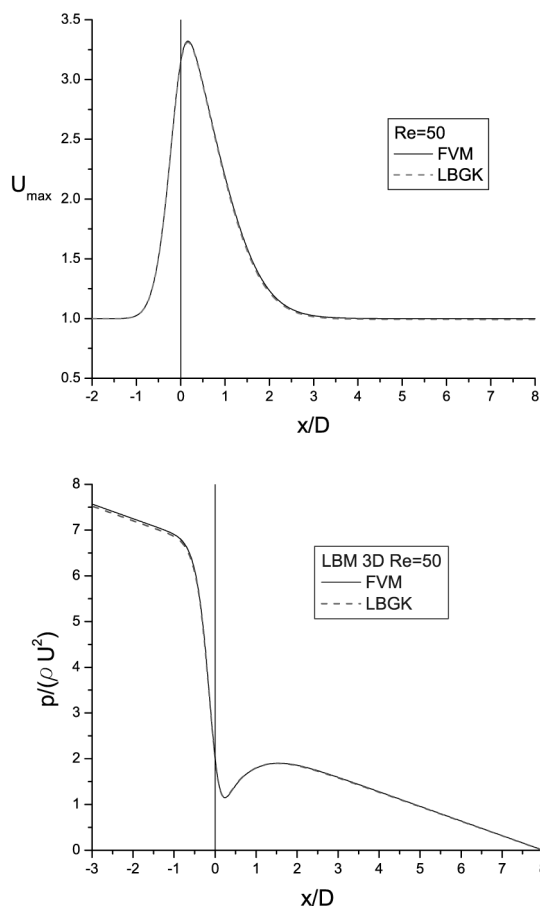 3.5
3.0
2.5
2.0
1.5
1.0
0.5
U max
Re=50
FVM
LBGK
-2 -1 0 1 2 3 4 5 6 7 8
x/D
8
7
6
5
4
3
2
1
0
p/(ρ U²)
LBM 3D Re=50
FVM
LBGK
-3 -2 -1 0 1 2 3 4 5 6 7 8
x/D